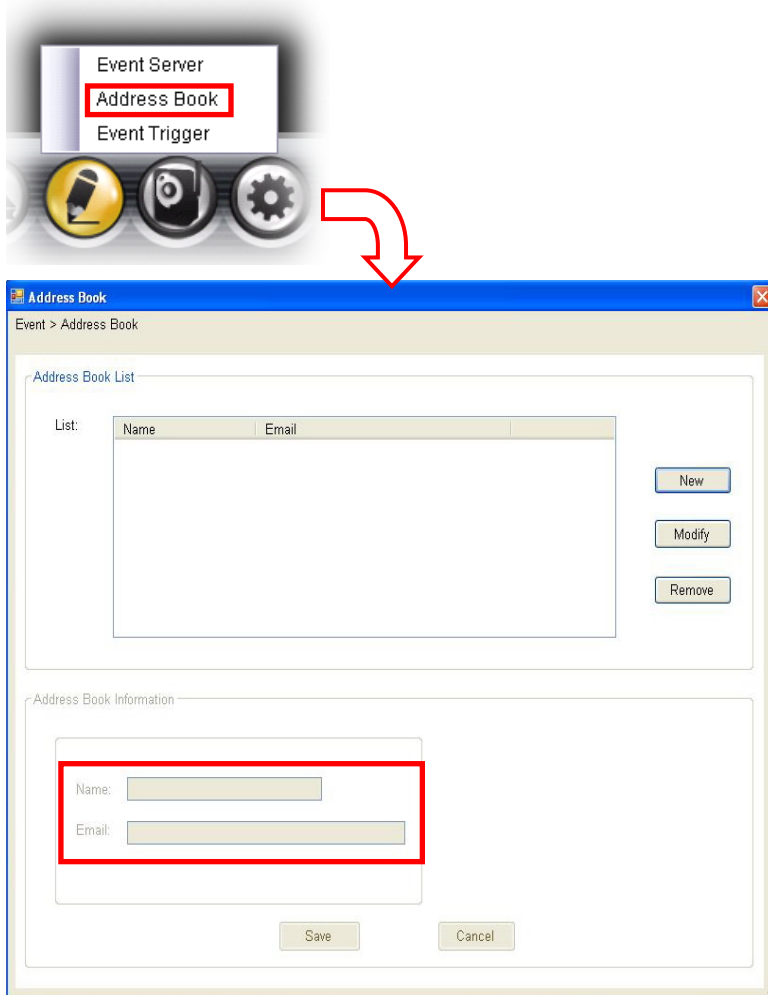 Event Server
Address Book
Event Trigger
Address Book
Event > Address Book
Address Book List
List:
Name Email
New
Modify
Remove
Address Book Information
Name:
Email:
Save Cancel